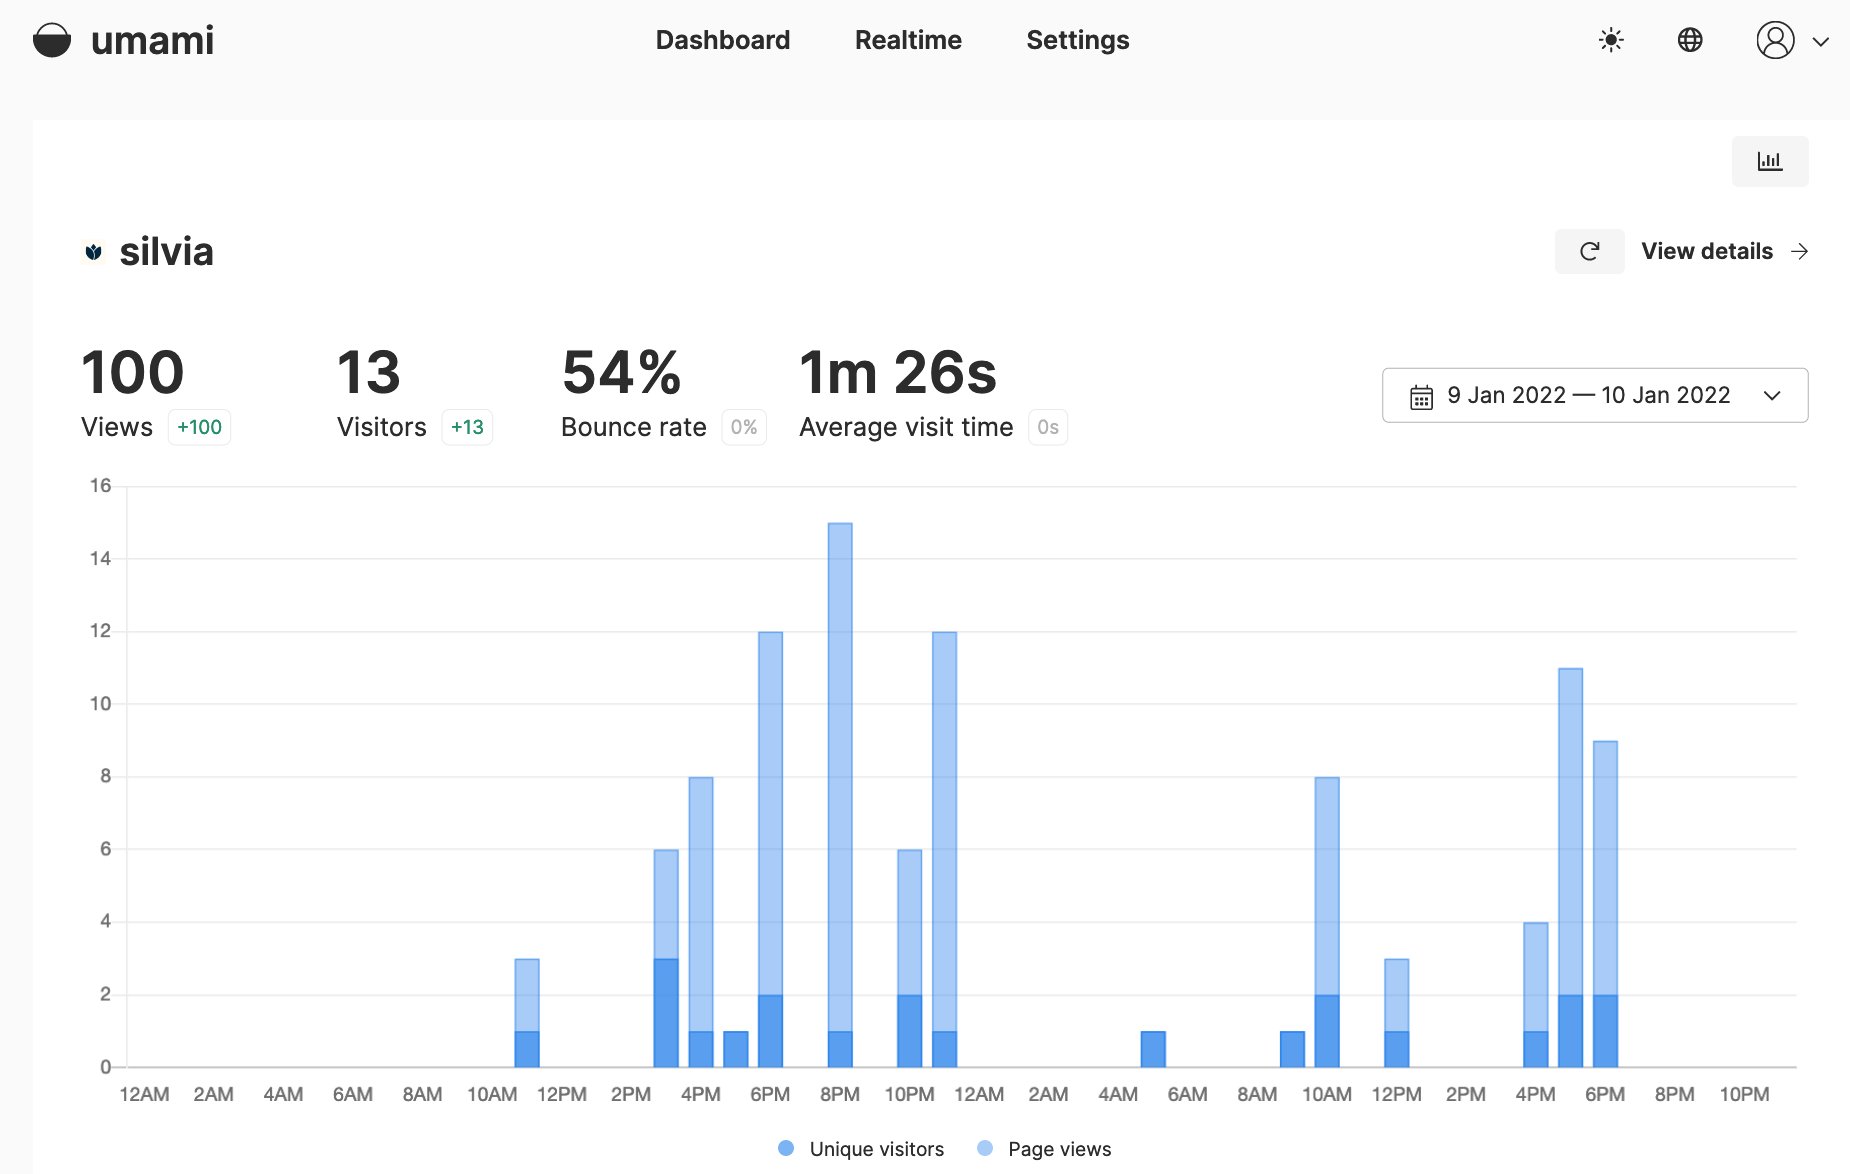 umami
Dashboard Realtime Settings
silvia
View details
100 13 54% 1m 26s
Views +100 Visitors +13 Bounce rate 0% Average visit time 0s
9 Jan 2022 — 10 Jan 2022
16
14
12
10
8
6
4
2
0
12AM 2AM 4AM 6AM 8AM 10AM 12PM 2PM 4PM 6PM 8PM 10PM 12AM 2AM 4AM 6AM 8AM 10AM 12PM 2PM 4PM 6PM 8PM 10PM
Unique visitors Page views